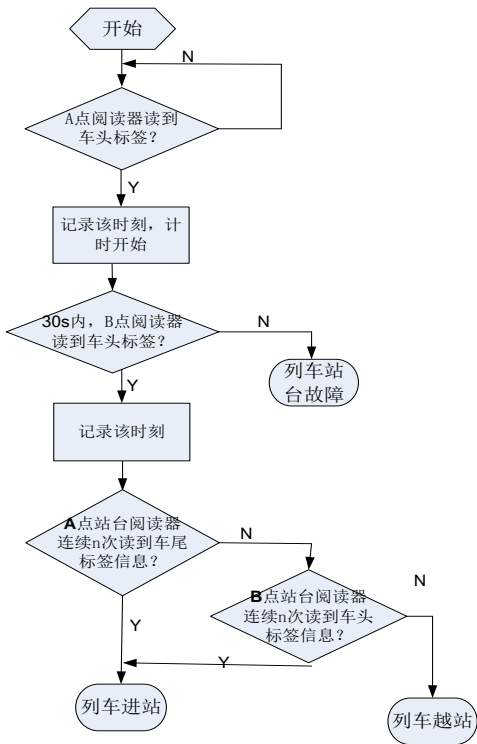 开始
N
A点阅读器读到
车头标签？
Y
记录该时刻，计
时开始
30s内，B点阅读器
读到车头标签？
N
Y
列车站
台故障
记录该时刻
A点站台阅读器
连续n次读到车尾
标签信息？
N
N
B点站台阅读器
连续n次读到车头
标签信息？
Y
Y
列车进站
列车越站